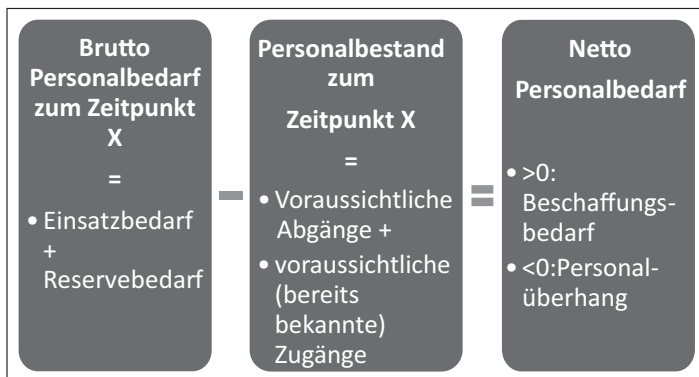 Brutto
Personalbedarf
zum Zeitpunkt
X
=
• Einsatzbedarf
+
Reservebedarf
−
Personalbestand
zum
Zeitpunkt X
=
• Voraussichtliche
Abgänge +
• voraussichtliche
(bereits
bekannte)
Zugänge
=
Netto
Personalbedarf
• >0:
Beschaffungs-
bedarf
• <0:Personal-
überhang